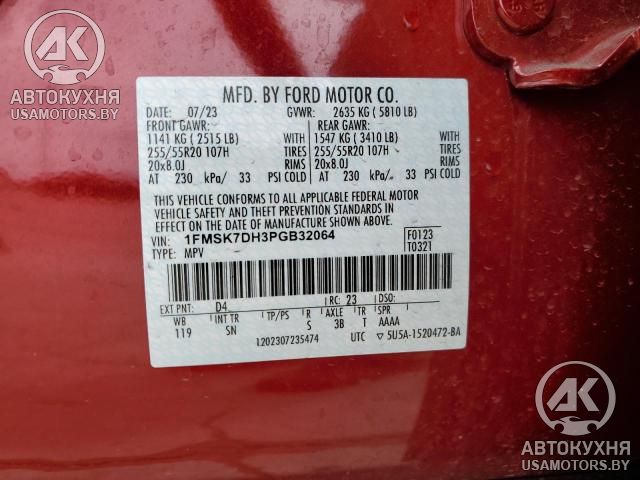 АК
АВТОКУХНЯ
USAMOTORS.BY
MFD. BY FORD MOTOR CO.
DATE: 07/23 GVWR: 2635 KG ( 5810 LB)
FRONT GAWR: REAR GAWR:
1141 KG ( 2515 LB) WITH 1547 KG ( 3410 LB) WITH
255/55R20 107H TIRES 255/55R20 107H TIRES
20x8.0J RIMS 20x8.0J RIMS
AT 230 kPa/ 33 PSI COLD AT 230 kPa/ 33 PSI COLD
THIS VEHICLE CONFORMS TO ALL APPLICABLE FEDERAL MOTOR
VEHICLE SAFETY AND THEFT PREVENTION STANDARDS IN
EFFECT ON THE DATE OF MANUFACTURE SHOWN ABOVE.
VIN: 1FMSK7DH3PGB32064 F0123
TYPE: MPV T0321
EXT PNT: D4 RC: 23 DSO:
WB INT TR TP/PS R AXLE TR SPR
119 SN S 3B T AAAA
1202307235474 UTC ▽5U5A-1520472-BA
АК
АВТОКУХНЯ
USAMOTORS.BY